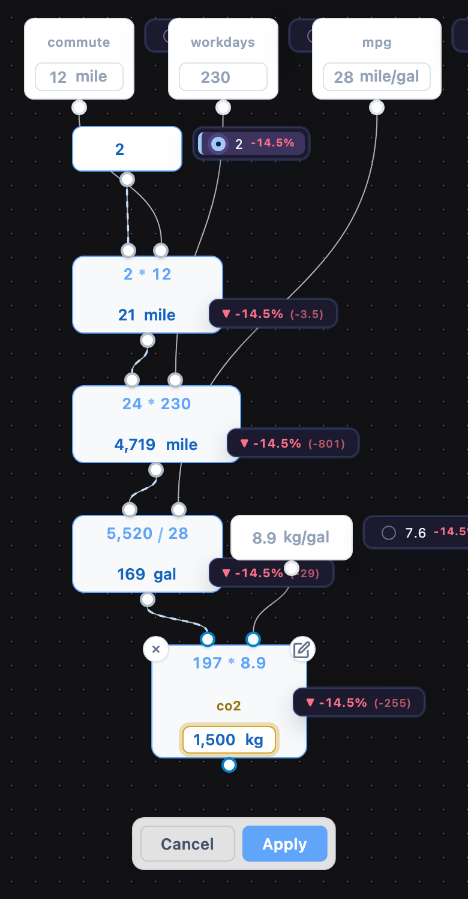 commute
workdays
mpg
12 mile
230
28 mile/gal
2
2 -14.5%
2 * 12
21 mile
▼ -14.5% (-3.5)
24 * 230
4,719 mile
▼ -14.5% (-801)
5,520 / 28
8.9 kg/gal
7.6 -14.5
169 gal
▼ -14.5% (-29)
×
197 * 8.9
co2
▼ -14.5% (-255)
1,500 kg
Cancel
Apply